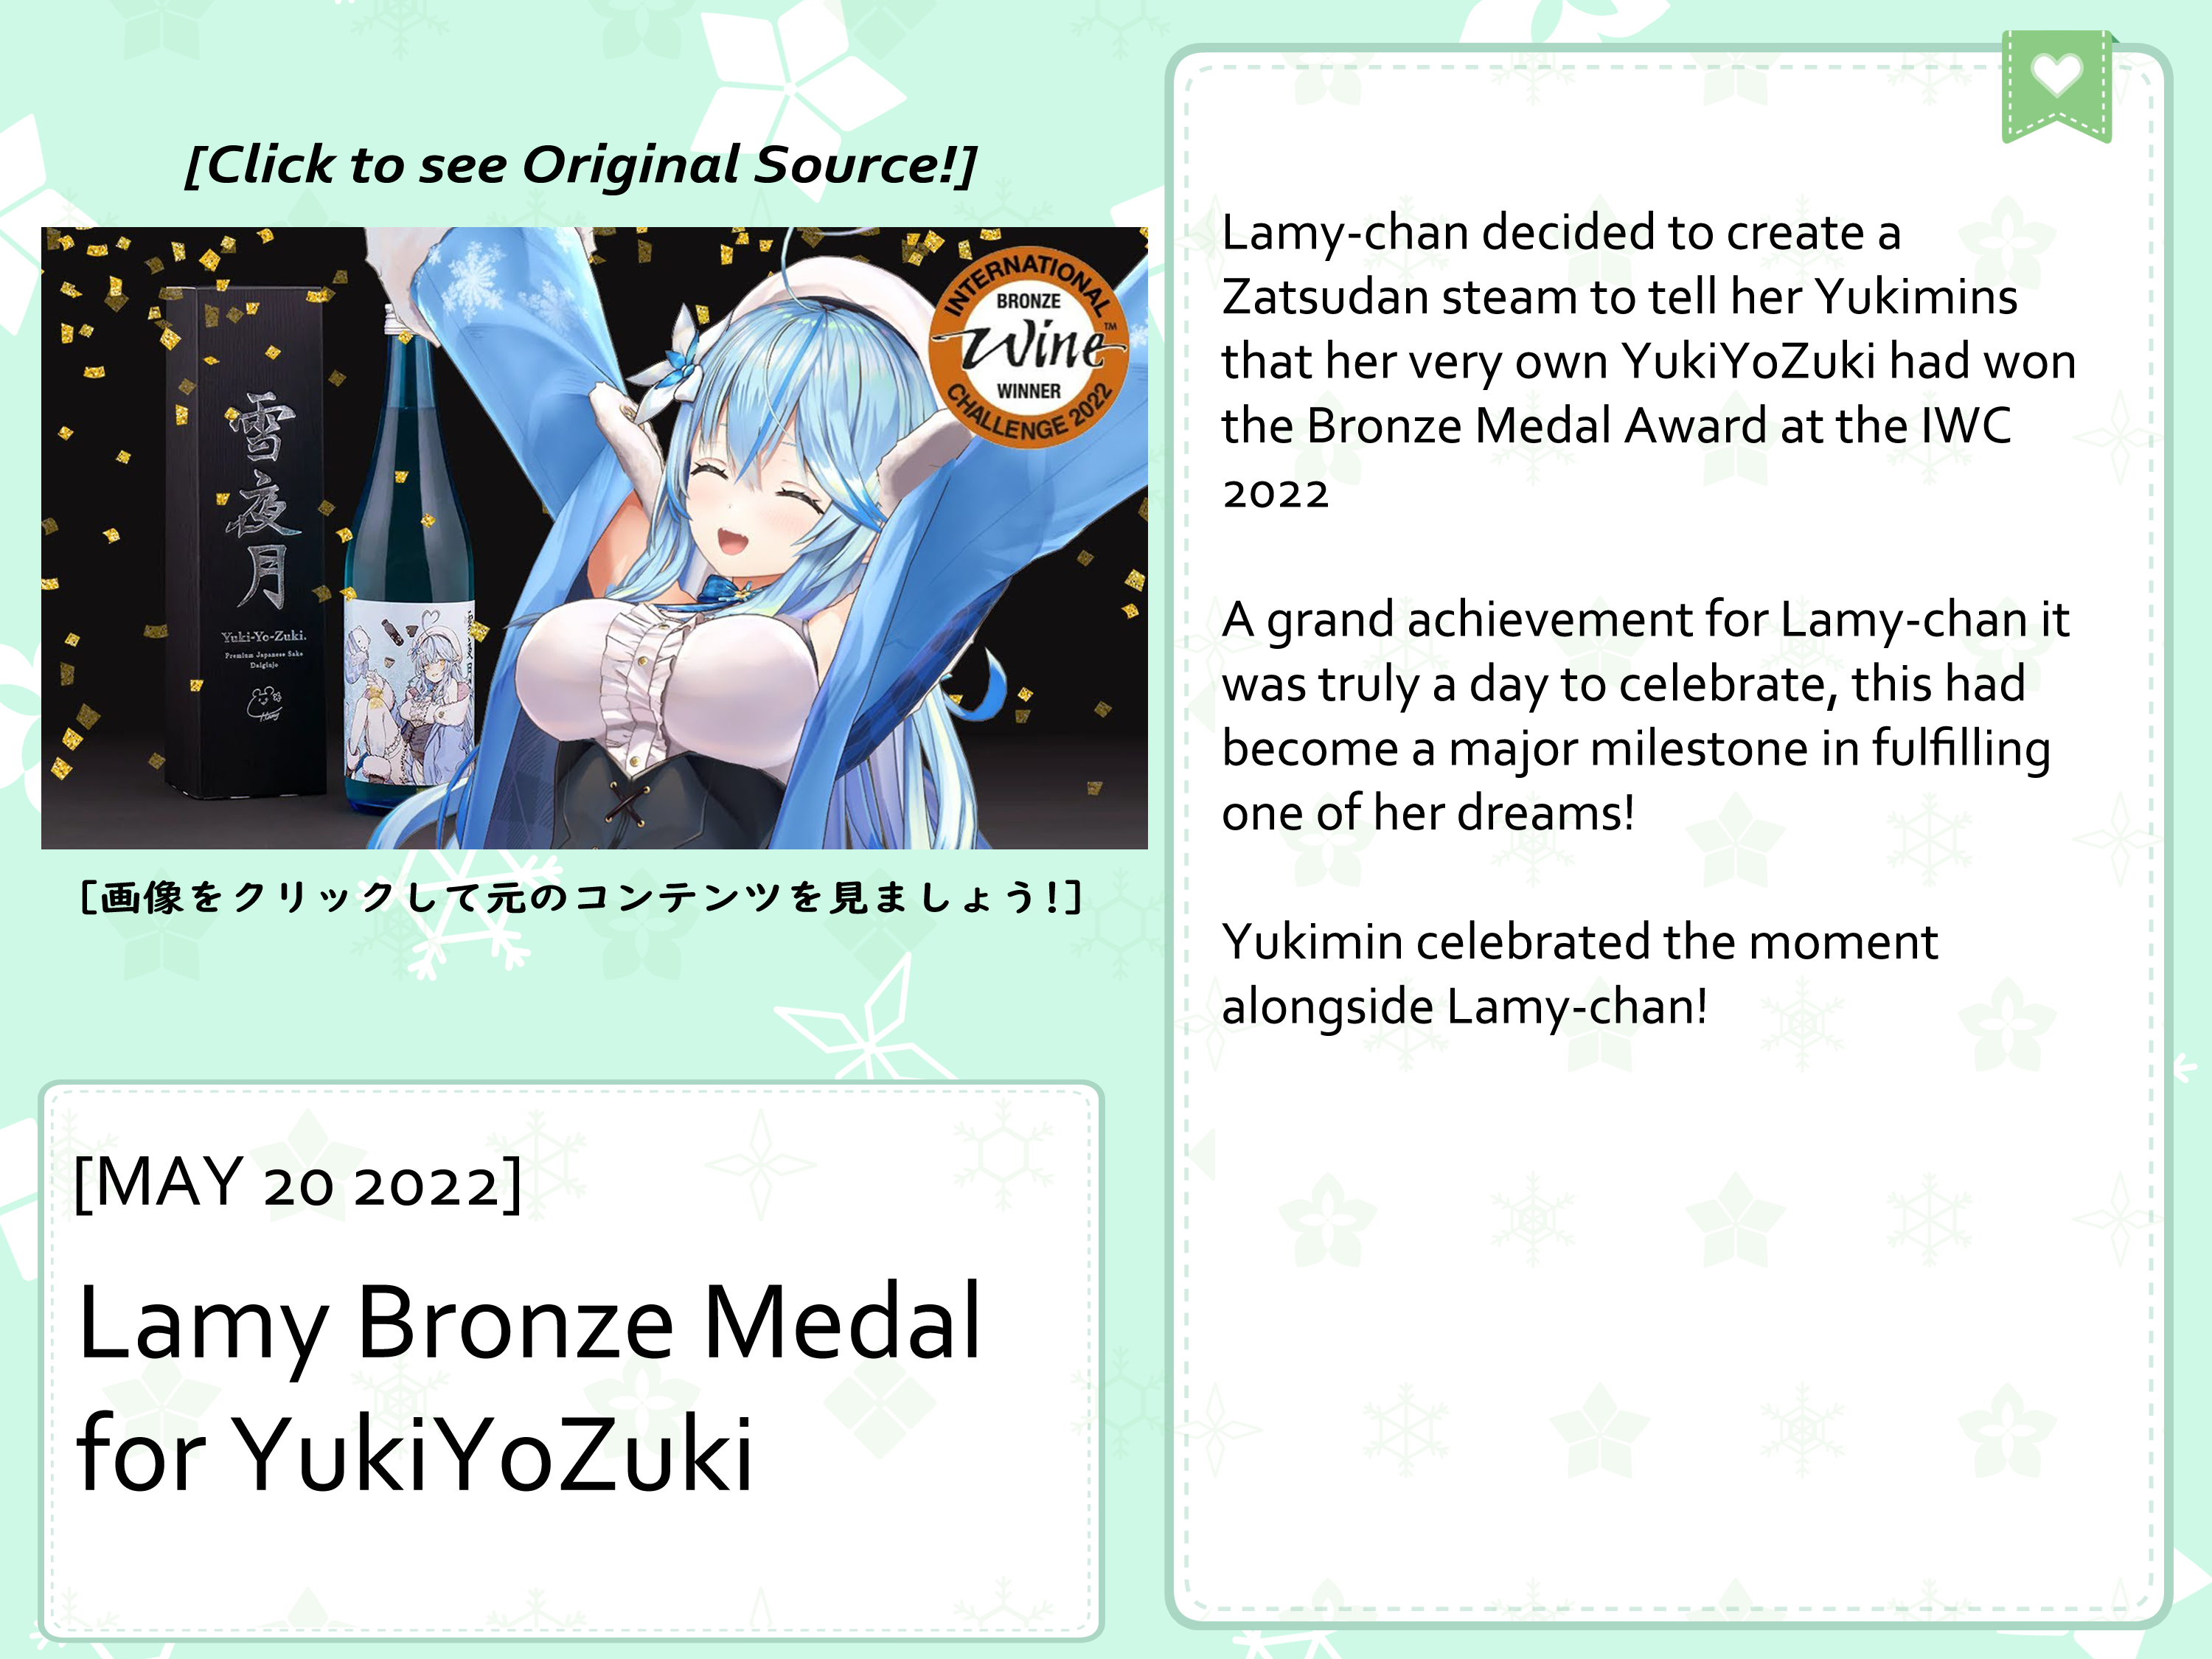 [Click to see Original Source!]
INTERNATIONAL
BRONZE
Wine™
WINNER
CHALLENGE 2022
雪夜月
Yuki-Yo-Zuki.
Premium Japanese Sake
Daiginjo
[画像をクリックして元のコンテンツを見ましょう!]
[MAY 20 2022]
Lamy Bronze Medal
for YukiYoZuki
Lamy-chan decided to create a
Zatsudan steam to tell her Yukimins
that her very own YukiYoZuki had won
the Bronze Medal Award at the IWC
2022
A grand achievement for Lamy-chan it
was truly a day to celebrate, this had
become a major milestone in fulfilling
one of her dreams!
Yukimin celebrated the moment
alongside Lamy-chan!